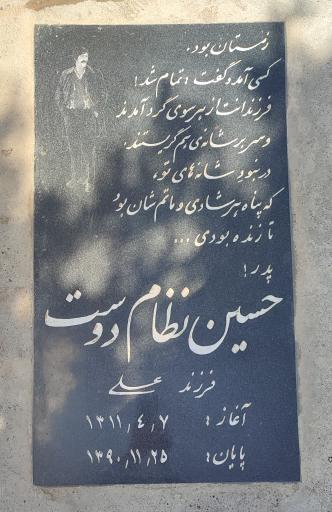 زمستان بود.
کسی آمد و گفت: تمام شد!
فرزندانت از هر سوی گرد آمدند
و سر بر شانه‌ی هم گریستند،
در نبود شانه‌های تو،
که پناه هر شادی و ماتم‌شان بود
تا زنده بودی ...
پدر!
حسین نظام دوست
فرزند علی
آغاز: ۱۳۱۱/۴/۷
پایان: ۱۳۹۰/۱۱/۲۵